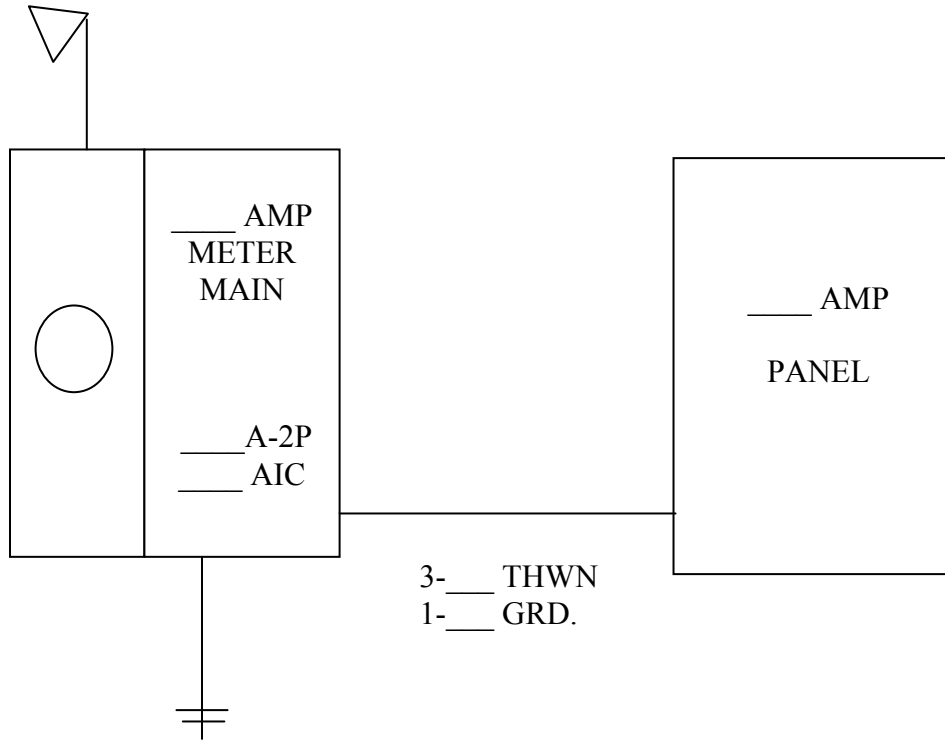 ____ AMP
METER
MAIN
____A-2P
____ AIC
3-___ THWN
1-___ GRD.
____ AMP
PANEL